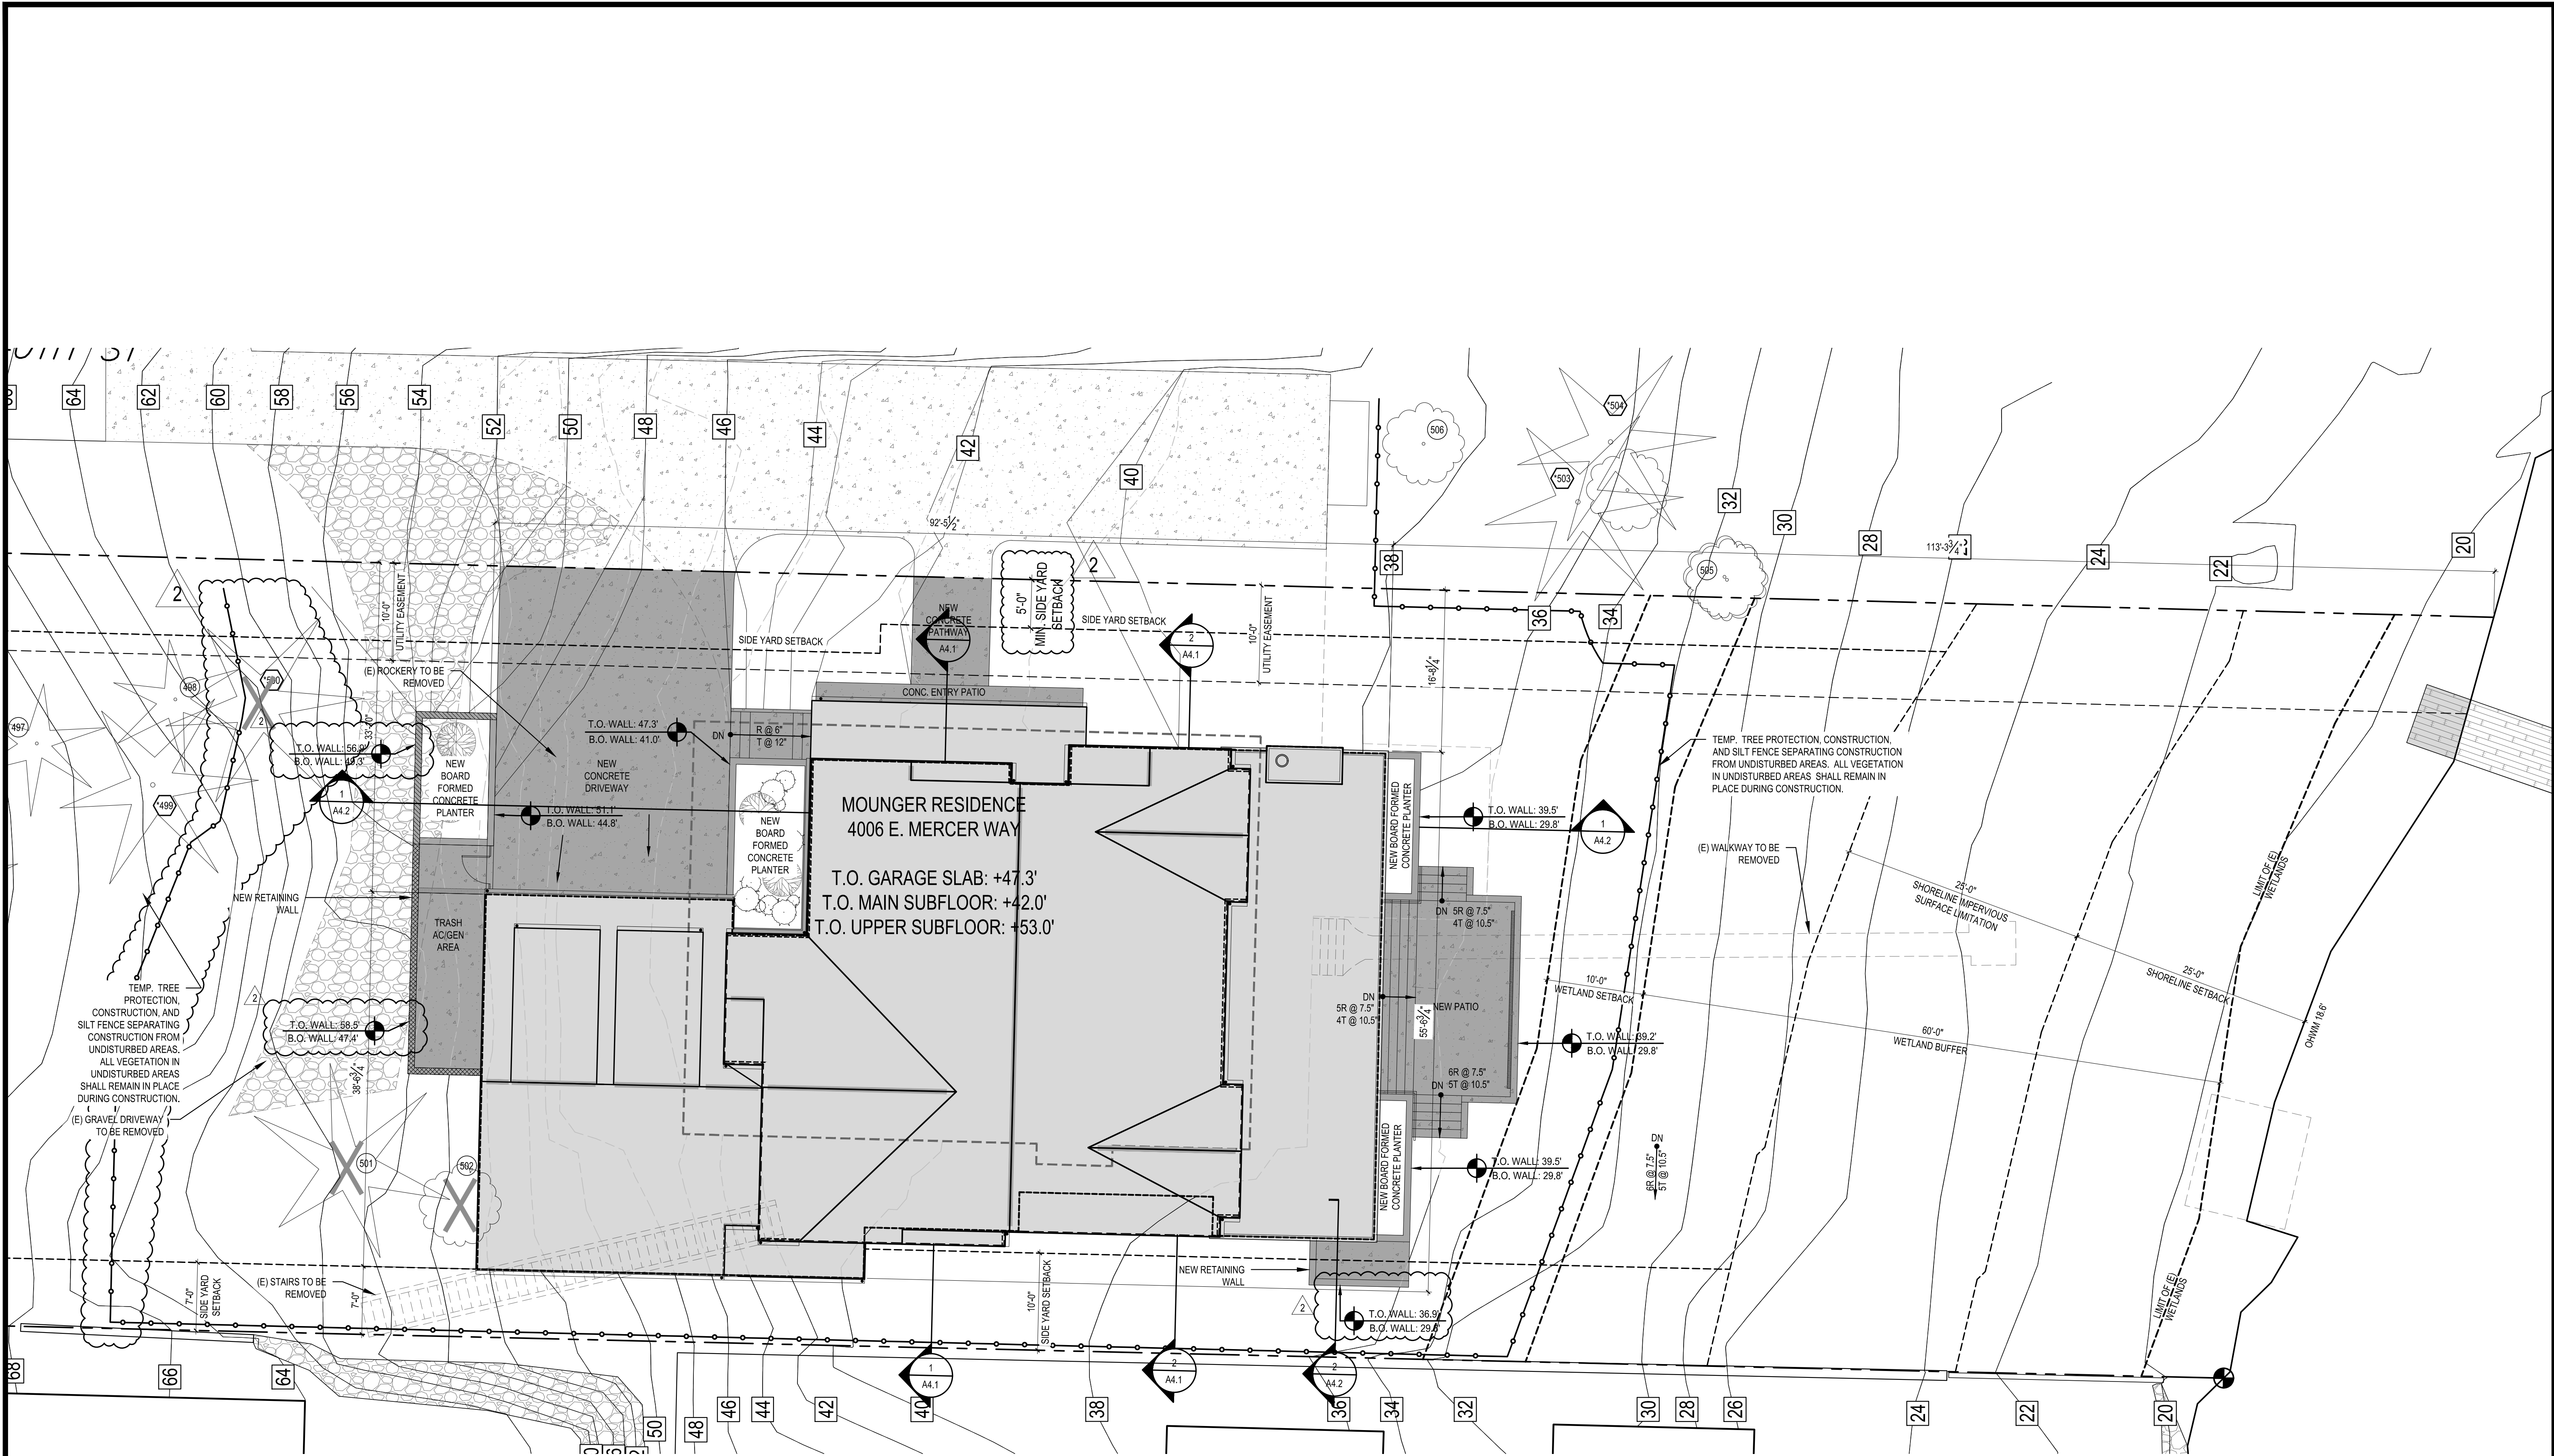 64
62
60
58
56
54
52
50
48
46
44
42
40
38
36
34
32
30
28
24
22
20
506
*504
*503
505
92'-5½"
113'-3¾"
2
10'-0"
UTILITY EASEMENT
SIDE YARD SETBACK
NEW
CONCRETE
PATHWAY
A4.1
5'-0"
MIN. SIDE YARD
SETBACK
2
SIDE YARD SETBACK
2
A4.1
10'-0"
UTILITY EASEMENT
16'-8¼"
(E) ROCKERY TO BE
REMOVED
CONC. ENTRY PATIO
498
*500
2
497
*499
33'-0"
T.O. WALL: 56.9'
B.O. WALL: 49.3'
1
A4.2
NEW
BOARD
FORMED
CONCRETE
PLANTER
T.O. WALL: 47.3'
B.O. WALL: 41.0'
DN
R @ 6"
T @ 12"
NEW
CONCRETE
DRIVEWAY
T.O. WALL: 51.1'
B.O. WALL: 44.8'
NEW
BOARD
FORMED
CONCRETE
PLANTER
MOUNGER RESIDENCE
4006 E. MERCER WAY
T.O. GARAGE SLAB: +47.3'
T.O. MAIN SUBFLOOR: +42.0'
T.O. UPPER SUBFLOOR: +53.0'
NEW BOARD FORMED
CONCRETE PLANTER
T.O. WALL: 39.5'
B.O. WALL: 29.8'
1
A4.2
TEMP. TREE PROTECTION, CONSTRUCTION,
AND SILT FENCE SEPARATING CONSTRUCTION
FROM UNDISTURBED AREAS. ALL VEGETATION
IN UNDISTURBED AREAS SHALL REMAIN IN
PLACE DURING CONSTRUCTION.
(E) WALKWAY TO BE
REMOVED
25'-0"
SHORELINE IMPERVIOUS
SURFACE LIMITATION
LIMIT OF (E)
WETLANDS
25'-0"
SHORELINE SETBACK
OHWM 18.6'
NEW RETAINING
WALL
TRASH
AC/GEN
AREA
DN 5R @ 7.5"
4T @ 10.5"
DN
5R @ 7.5"
4T @ 10.5"
NEW PATIO
55'-6¾"
10'-0"
WETLAND SETBACK
60'-0"
WETLAND BUFFER
TEMP. TREE
PROTECTION,
CONSTRUCTION, AND
SILT FENCE SEPARATING
CONSTRUCTION FROM
UNDISTURBED AREAS.
ALL VEGETATION IN
UNDISTURBED AREAS
SHALL REMAIN IN PLACE
DURING CONSTRUCTION.
2
T.O. WALL: 58.5'
B.O. WALL: 47.4'
T.O. WALL: 39.2'
B.O. WALL: 29.8'
6R @ 7.5"
DN 5T @ 10.5"
38'-6¾"
(E) GRAVEL DRIVEWAY
TO BE REMOVED
501
502
NEW BOARD FORMED
CONCRETE PLANTER
T.O. WALL: 39.5'
B.O. WALL: 29.8'
DN
6R @ 7.5"
5T @ 10.5"
7'-0"
SIDE YARD
SETBACK
(E) STAIRS TO BE
REMOVED
7'-0"
10'-0"
SIDE YARD SETBACK
NEW RETAINING
WALL
2
T.O. WALL: 36.9'
B.O. WALL: 29.8'
LIMIT OF (E)
WETLANDS
1
A4.1
2
A4.1
2
A4.2
68
66
64
50
48
46
44
42
40
38
36
34
32
30
28
26
24
22
20